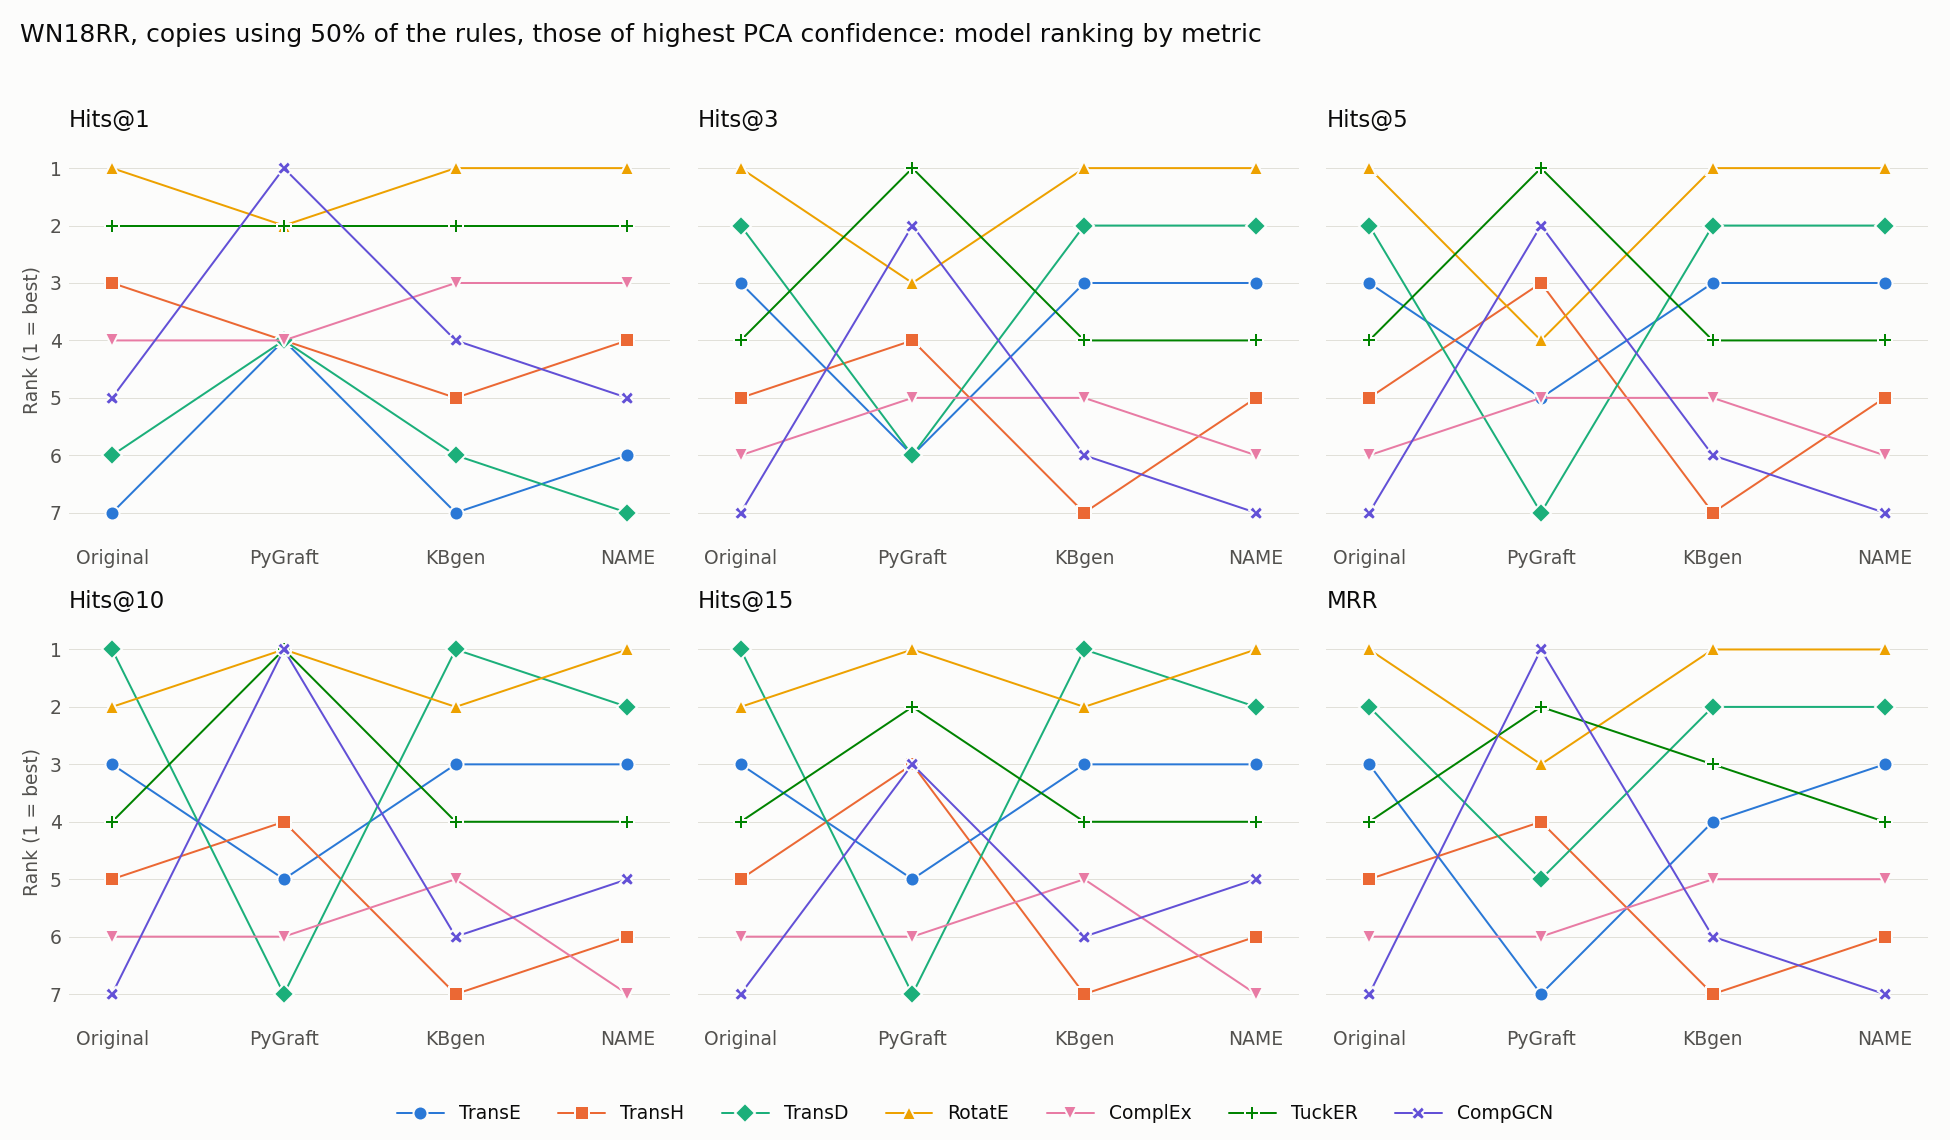 WN18RR, copies using 50% of the rules, those of highest PCA confidence: model ranking by metric
Hits@1
Hits@3
Hits@5
Rank (1 = best)
1
2
3
4
5
6
7
Original PyGraft KBgen NAME
Original PyGraft KBgen NAME
Original PyGraft KBgen NAME
Hits@10
Hits@15
MRR
Rank (1 = best)
1
2
3
4
5
6
7
Original PyGraft KBgen NAME
Original PyGraft KBgen NAME
Original PyGraft KBgen NAME
TransE TransH TransD RotatE ComplEx TuckER CompGCN